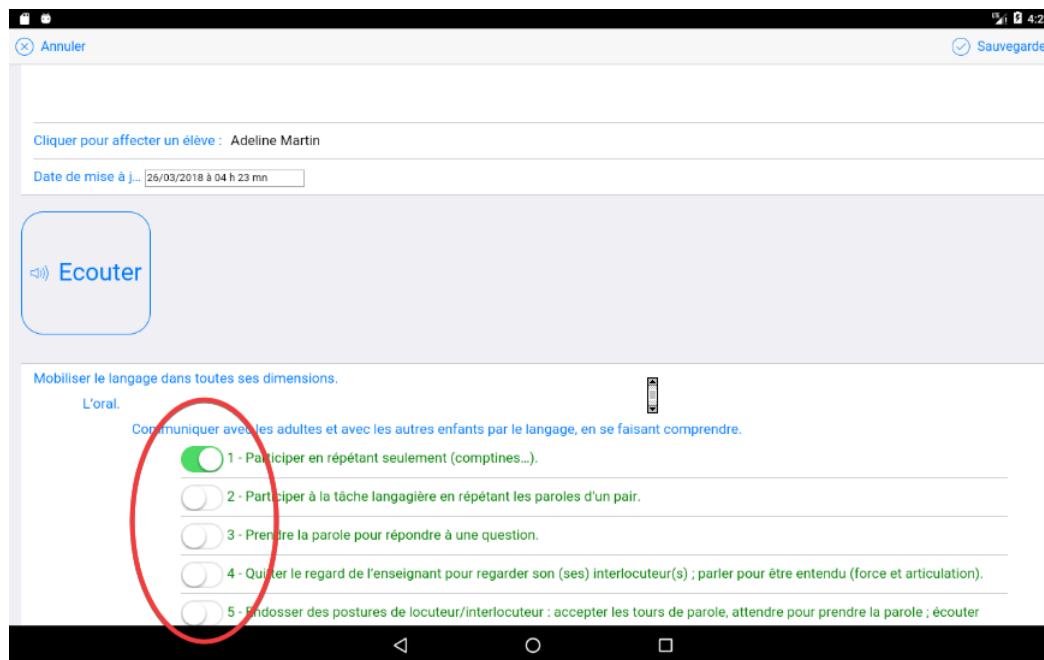 LTE 4:2
Annuler
Sauvegarde
Cliquer pour affecter un élève : Adeline Martin
Date de mise à j... 26/03/2018 à 04 h 23 mn
Ecouter
Mobiliser le langage dans toutes ses dimensions.
L'oral.
Communiquer avec les adultes et avec les autres enfants par le langage, en se faisant comprendre.
1 - Participer en répétant seulement (comptines...).
2 - Participer à la tâche langagière en répétant les paroles d'un pair.
3 - Prendre la parole pour répondre à une question.
4 - Quitter le regard de l'enseignant pour regarder son (ses) interlocuteur(s) ; parler pour être entendu (force et articulation).
5 - Endosser des postures de locuteur/interlocuteur : accepter les tours de parole, attendre pour prendre la parole ; écouter